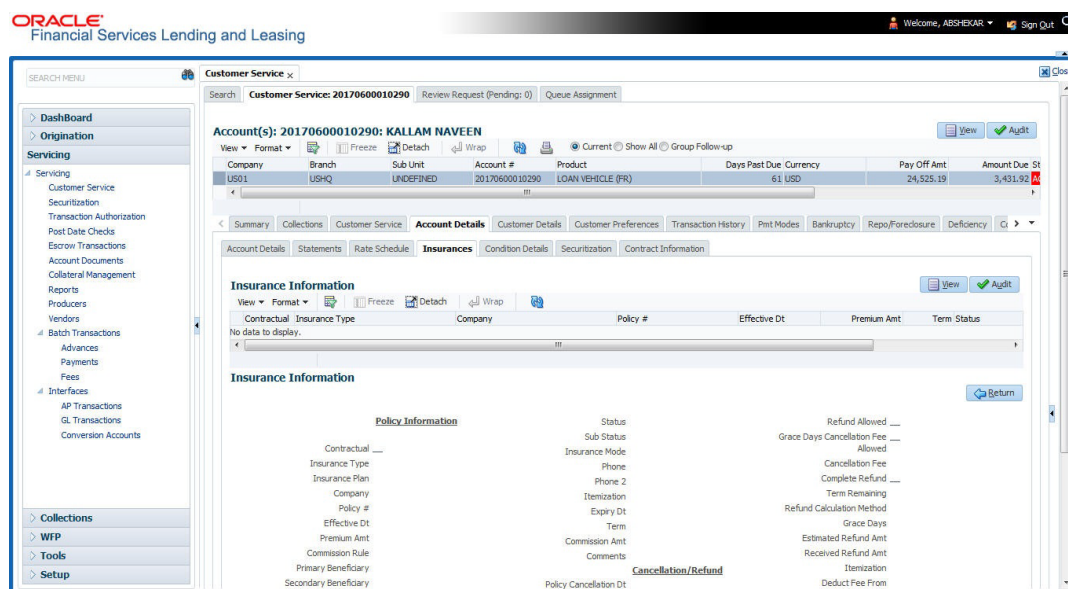 ORACLE
Financial Services Lending and Leasing
Welcome, ABSHEKAR Sign Out
SEARCH MENU
DashBoard
Origination
Servicing
Servicing
Customer Service
Securitization
Transaction Authorization
Post Date Checks
Escrow Transactions
Account Documents
Collateral Management
Reports
Producers
Vendors
Batch Transactions
Advances
Payments
Fees
Interfaces
AP Transactions
GL Transactions
Conversion Accounts
Collections
WFP
Tools
Setup
Customer Service x
Clos
Search Customer Service: 20170600010290 Review Request (Pending: 0) Queue Assignment
Account(s): 20170600010290: KALLAM NAVEEN
View Audit
View Format Freeze Detach Wrap Current Show All Group Follow-up
Company Branch Sub Unit Account # Product Days Past Due Currency Pay Off Amt Amount Due St
US01 USHQ UNDEFINED 20170600010290 LOAN VEHICLE (FR) 61 USD 24,525.19 3,431.92
Summary Collections Customer Service Account Details Customer Details Customer Preferences Transaction History Pmt Modes Bankruptcy Repo/Foreclosure Deficiency
Account Details Statements Rate Schedule Insurances Condition Details Securitization Contract Information
Insurance Information
View Audit
View Format Freeze Detach Wrap
Contractual Insurance Type Company Policy # Effective Dt Premium Amt Term Status
No data to display.
Insurance Information
Return
Policy Information
Contractual
Insurance Type
Insurance Plan
Company
Policy #
Effective Dt
Premium Amt
Commission Rule
Primary Beneficiary
Secondary Beneficiary
Status
Sub Status
Insurance Mode
Phone
Phone 2
Itemization
Expiry Dt
Term
Commission Amt
Comments
Cancellation/Refund
Policy Cancellation Dt
Refund Allowed
Grace Days Cancellation Fee
Allowed
Cancellation Fee
Complete Refund
Term Remaining
Refund Calculation Method
Grace Days
Estimated Refund Amt
Received Refund Amt
Itemization
Deduct Fee From